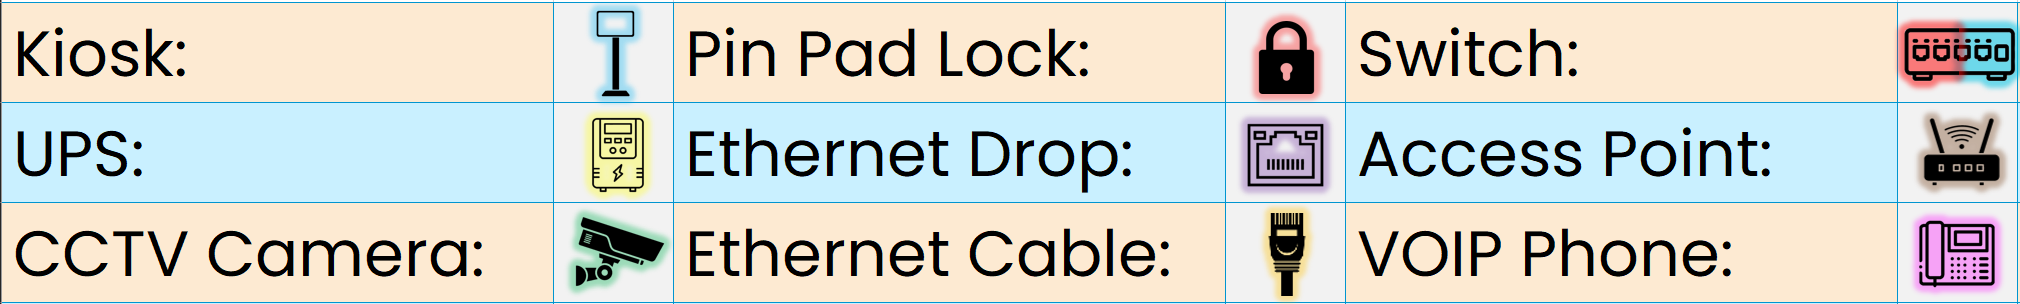 Kiosk: Pin Pad Lock: Switch:
UPS: Ethernet Drop: Access Point:
CCTV Camera: Ethernet Cable: VOIP Phone: